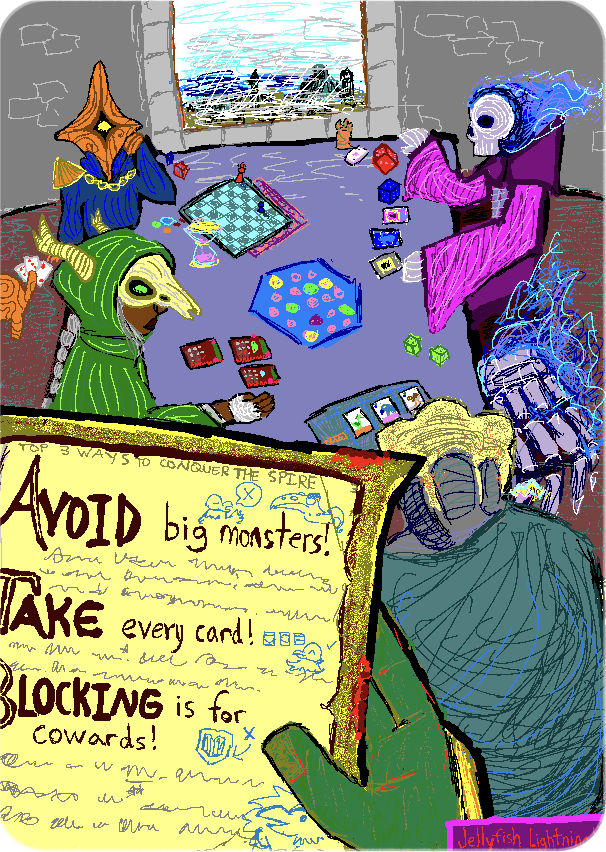 TOP 3 WAYS TO CONQUER THE SPIRE
AVOID big monsters!
TAKE every card!
BLOCKING is for
cowards!
Jellyfish Lightning